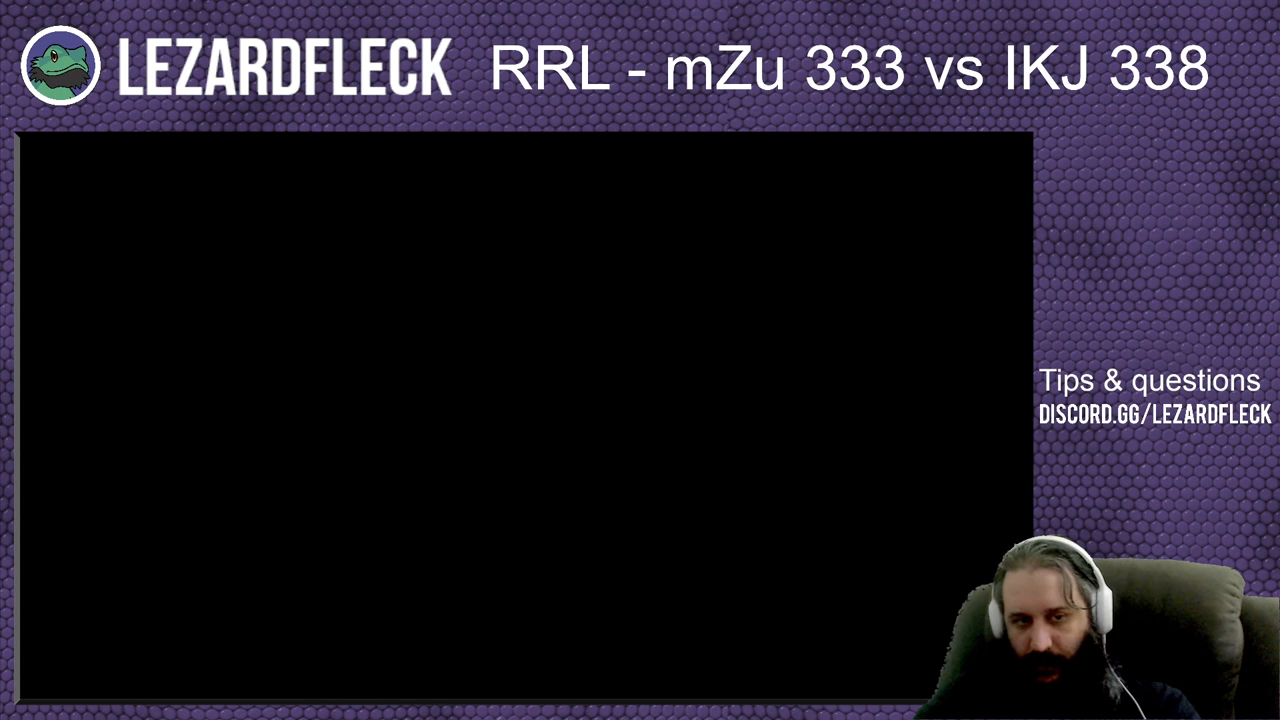 LEZARDFLECK
RRL - mZu 333 vs IKJ 338
Tips & questions
DISCORD.GG/LEZARDFLECK